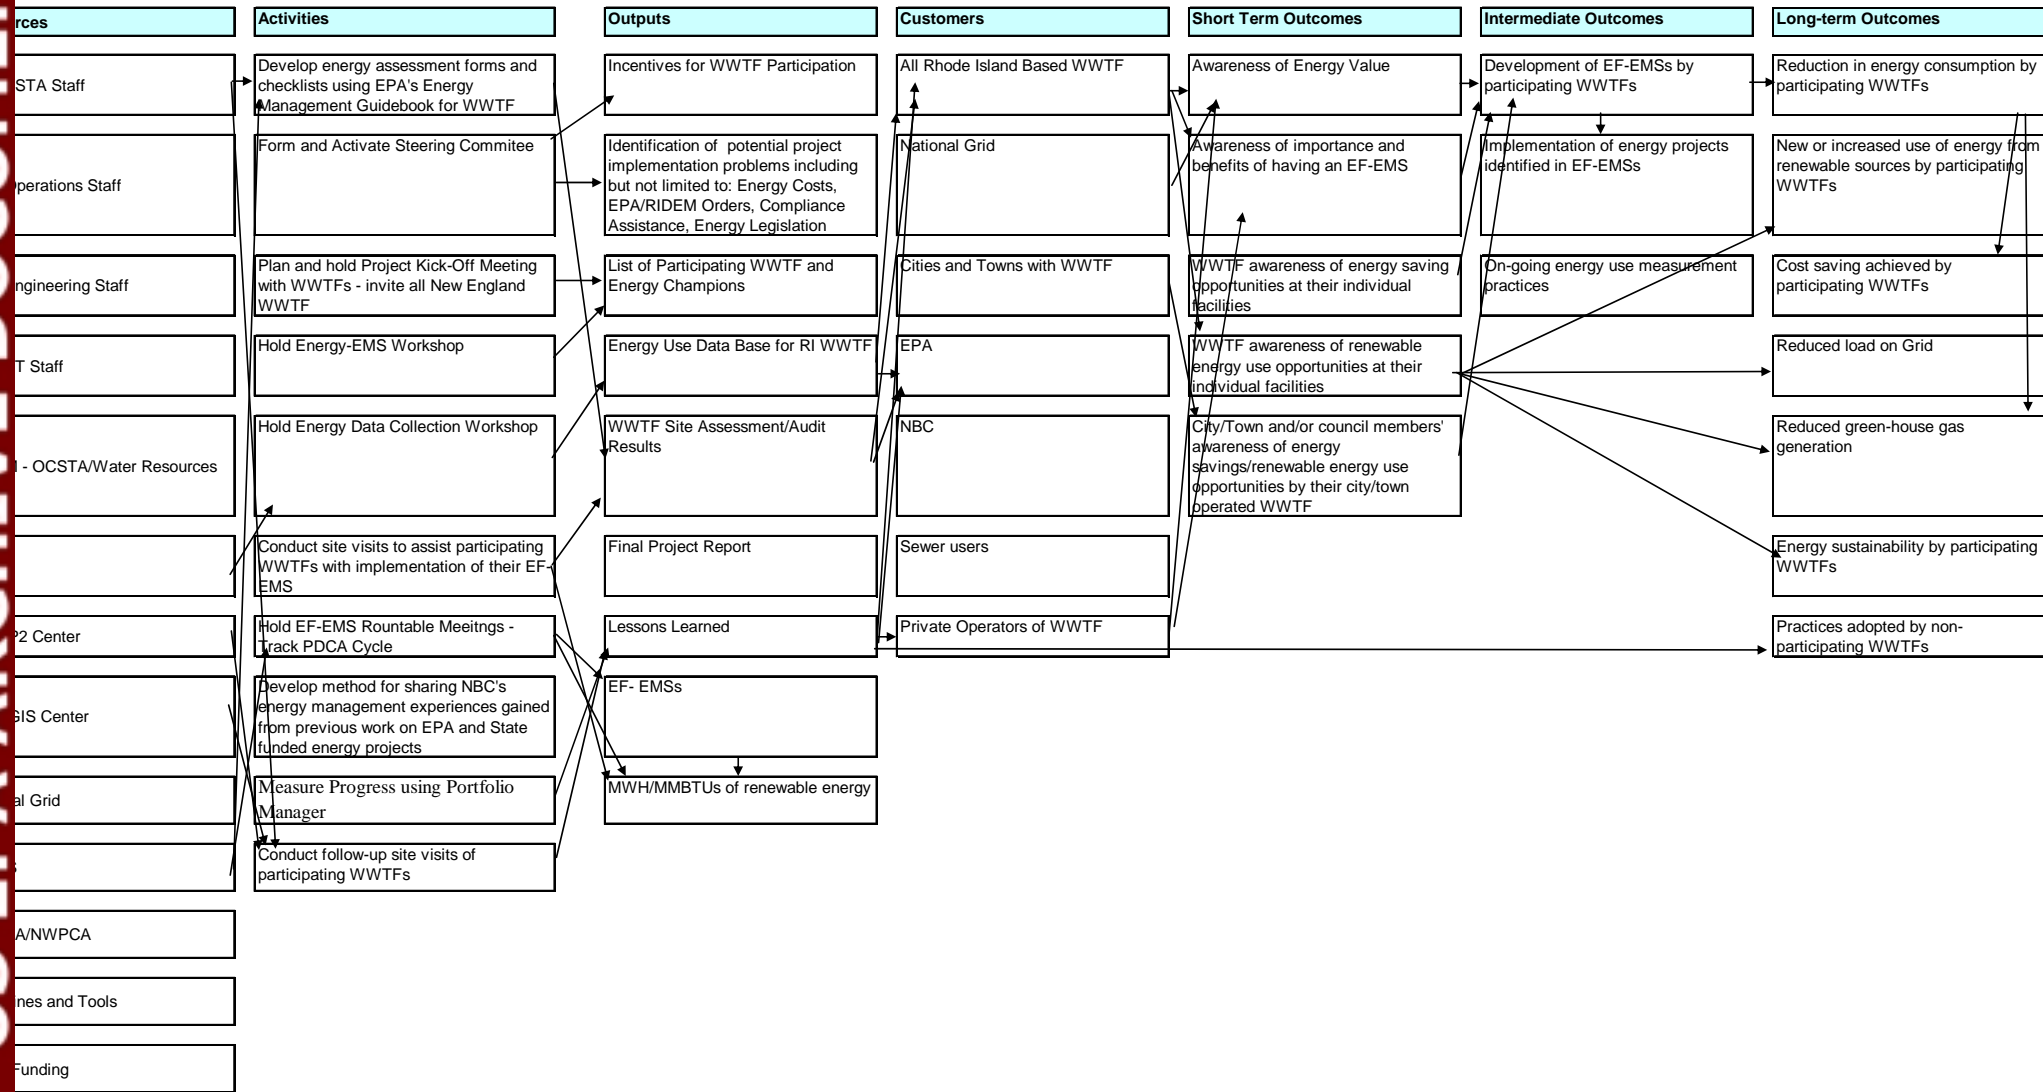 rces
STA Staff
perations Staff
ngineering Staff
T Staff
- OCSTA/Water Resources
P2 Center
GIS Center
al Grid
A/NWPCA
nes and Tools
Funding
Activities
Develop energy assessment forms and
checklists using EPA's Energy
Management Guidebook for WWTF
Form and Activate Steering Commitee
Plan and hold Project Kick-Off Meeting
with WWTFs - invite all New England
WWTF
Hold Energy-EMS Workshop
Hold Energy Data Collection Workshop
Conduct site visits to assist participating
WWTFs with implementation of their EF-
EMS
Hold EF-EMS Rountable Meeitngs -
Track PDCA Cycle
Develop method for sharing NBC's
energy management experiences gained
from previous work on EPA and State
funded energy projects
Measure Progress using Portfolio
Manager
Conduct follow-up site visits of
participating WWTFs
Outputs
Incentives for WWTF Participation
Identification of potential project
implementation problems including
but not limited to: Energy Costs,
EPA/RIDEM Orders, Compliance
Assistance, Energy Legislation
List of Participating WWTF and
Energy Champions
Energy Use Data Base for RI WWTF
WWTF Site Assessment/Audit
Results
Final Project Report
Lessons Learned
EF- EMSs
MWH/MMBTUs of renewable energy
Customers
All Rhode Island Based WWTF
National Grid
Cities and Towns with WWTF
EPA
NBC
Sewer users
Private Operators of WWTF
Short Term Outcomes
Awareness of Energy Value
Awareness of importance and
benefits of having an EF-EMS
WWTF awareness of energy saving
opportunities at their individual
facilities
WWTF awareness of renewable
energy use opportunities at their
individual facilities
City/Town and/or council members'
awareness of energy
savings/renewable energy use
opportunities by their city/town
operated WWTF
Intermediate Outcomes
Development of EF-EMSs by
participating WWTFs
Implementation of energy projects
identified in EF-EMSs
On-going energy use measurement
practices
Long-term Outcomes
Reduction in energy consumption by
participating WWTFs
New or increased use of energy from
renewable sources by participating
WWTFs
Cost saving achieved by
participating WWTFs
Reduced load on Grid
Reduced green-house gas
generation
Energy sustainability by participating
WWTFs
Practices adopted by non-
participating WWTFs